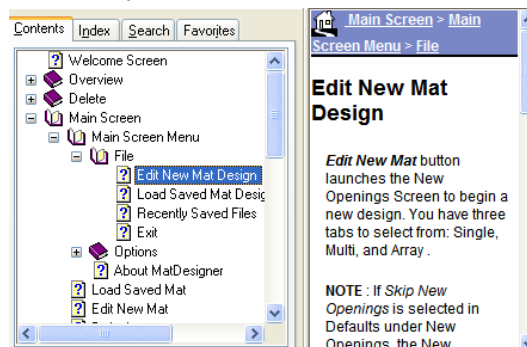 Contents Index Search Favorites
Welcome Screen
Overview
Delete
Main Screen
Main Screen Menu
File
Edit New Mat Design
Load Saved Mat Desig
Recently Saved Files
Exit
Options
About MatDesigner
Load Saved Mat
Edit New Mat
Main Screen > Main
Screen Menu > File
Edit New Mat
Design
Edit New Mat button
launches the New
Openings Screen to begin a
new design. You have three
tabs to select from: Single,
Multi, and Array .
NOTE : If Skip New
Openings is selected in
Defaults under New
Openings, the New